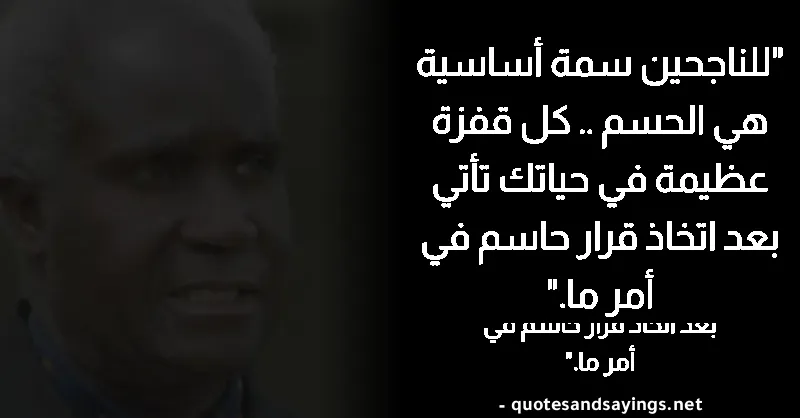 "للناجحين سمة أساسية
هي الحسم .. كل قفزة
عظيمة في حياتك تأتي
بعد اتخاذ قرار حاسم في
أمر ما."
بعد اتخاذ قرار حاسم في
أمر ما."
- quotesandsayings.net